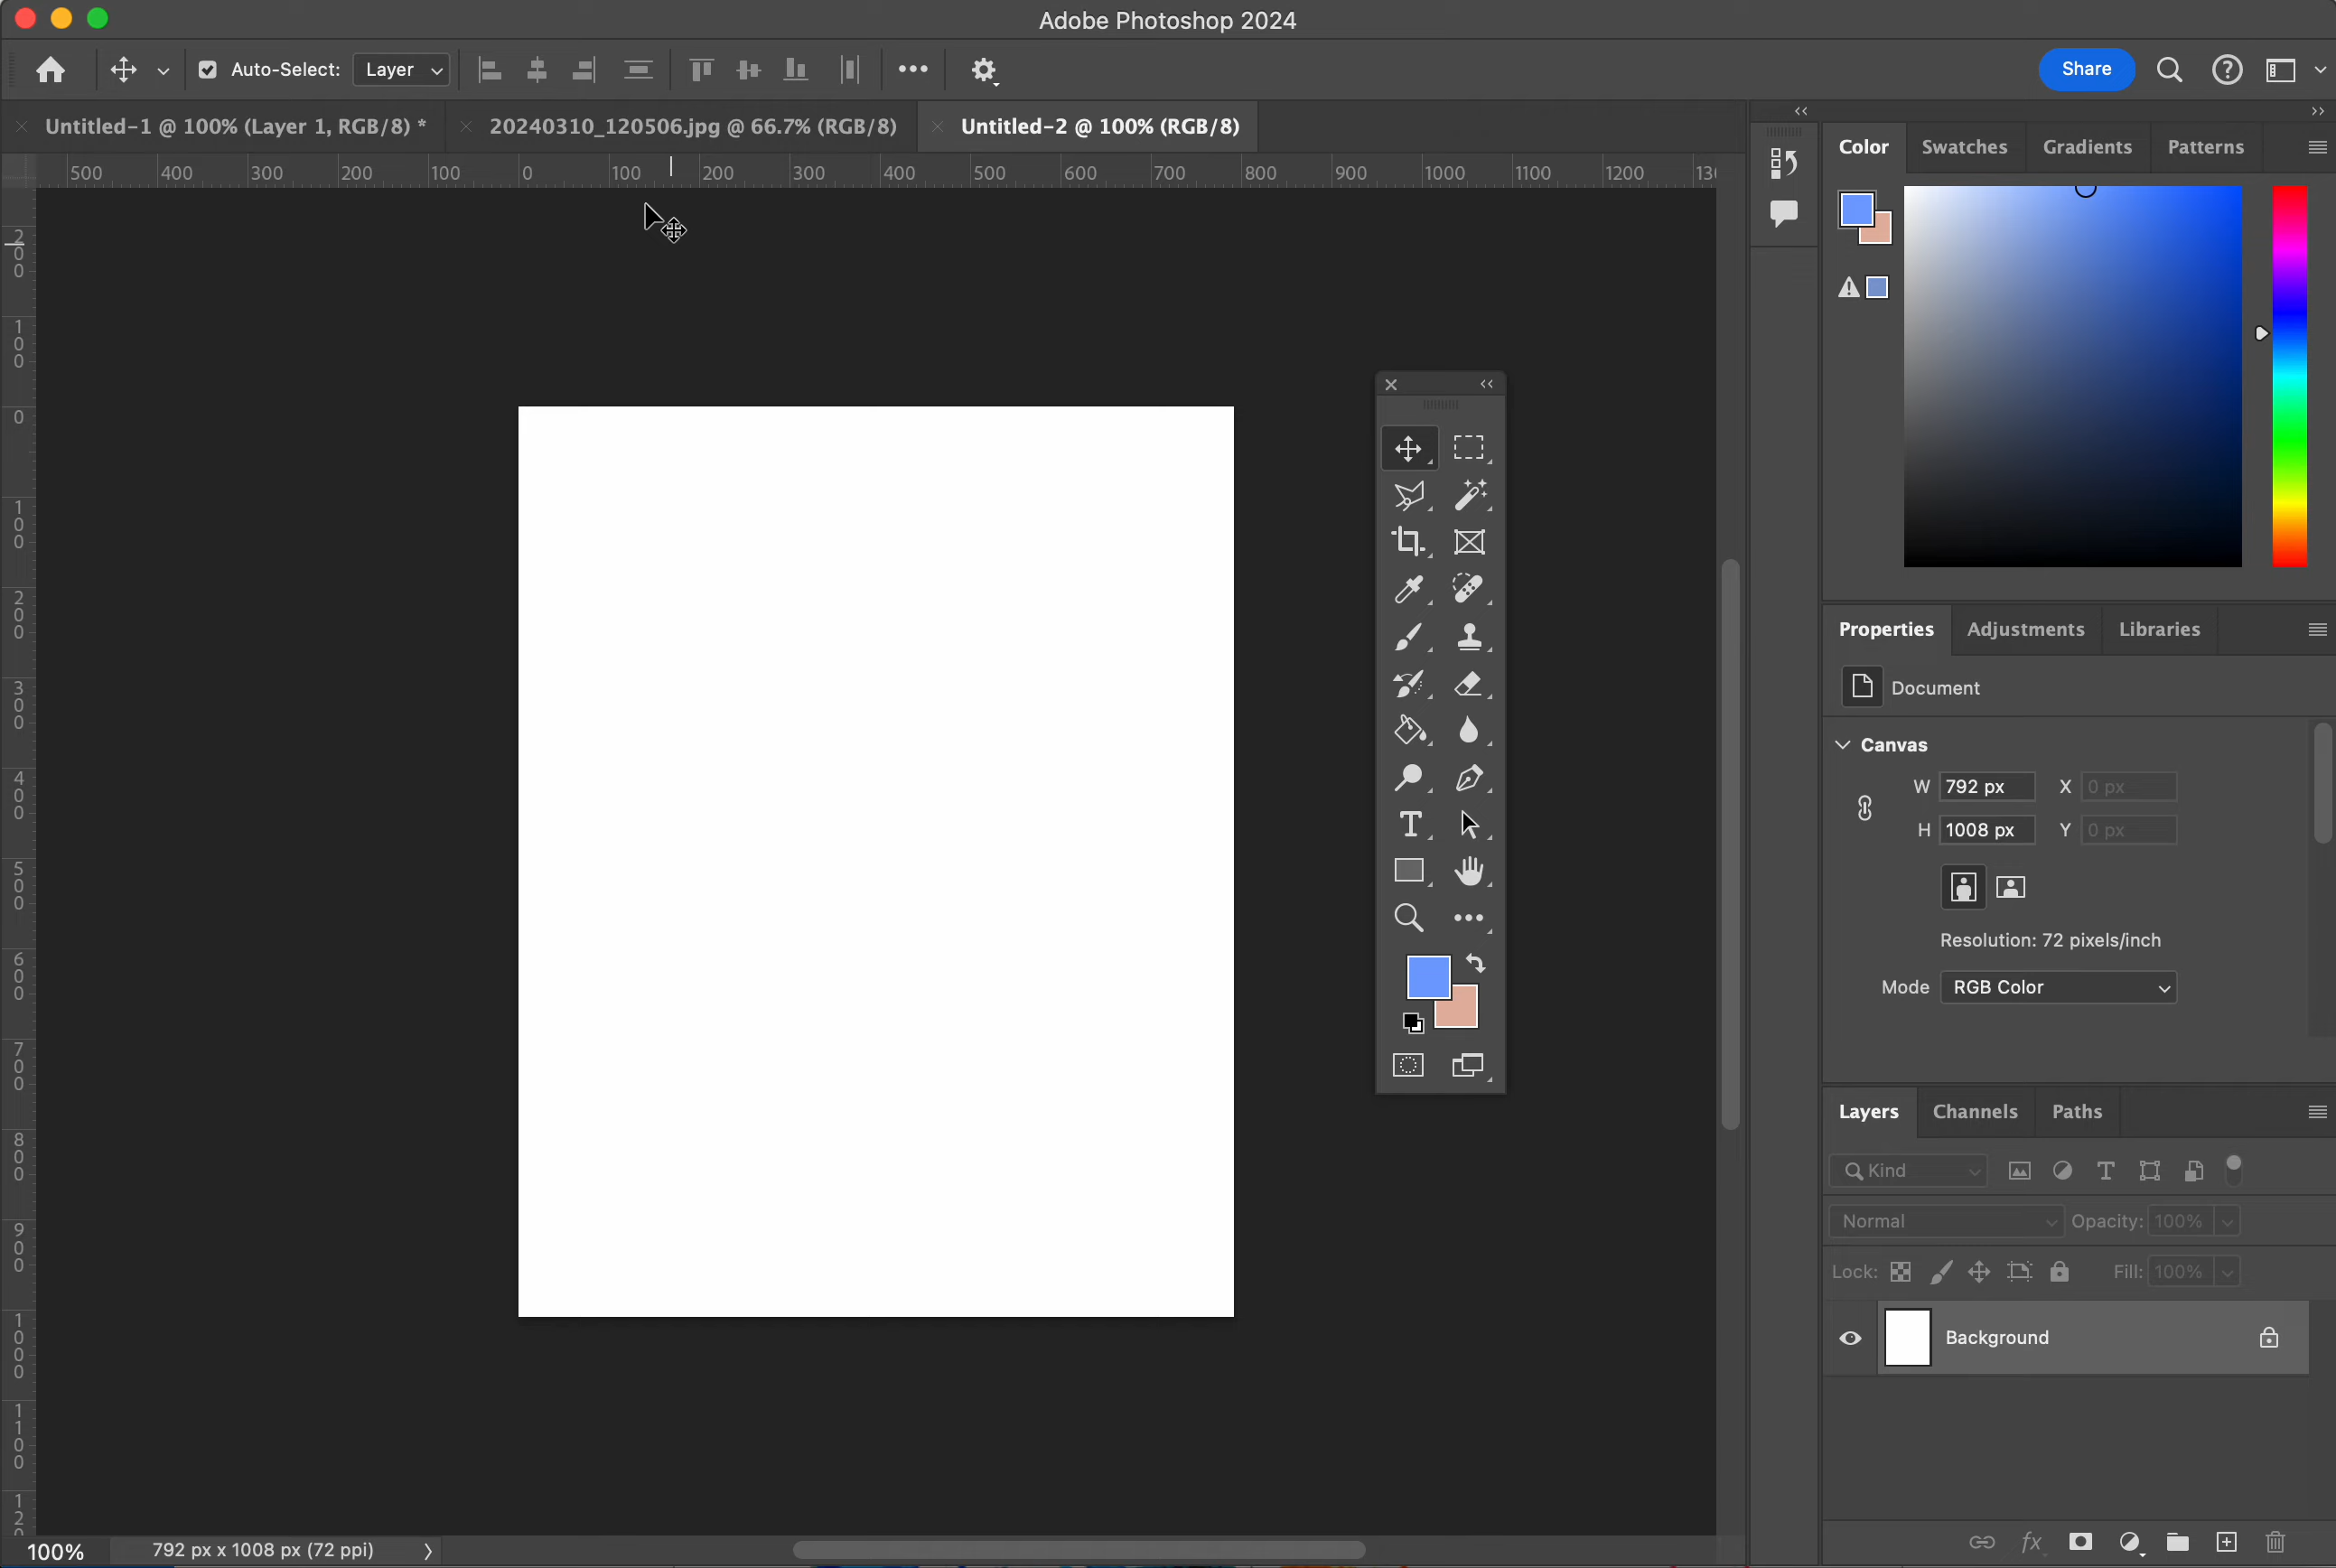 Adobe Photoshop 2024
Auto-Select: Layer
Share
Untitled-1 @ 100% (Layer 1, RGB/8) *
20240310_120506.jpg @ 66.7% (RGB/8)
Untitled-2 @ 100% (RGB/8)
500 400 300 200 100 0 100 200 300 400 500 600 700 800 900 1000 1100 1200
200
100
0
100
200
300
400
500
600
700
800
900
1000
1100
Color Swatches Gradients Patterns
Properties Adjustments Libraries
Document
Canvas
W 792 px X 0 px
H 1008 px Y 0 px
Resolution: 72 pixels/inch
Mode RGB Color
Layers Channels Paths
Kind
Normal Opacity: 100%
Lock: Fill: 100%
Background
fx
100% 792 px x 1008 px (72 ppi)